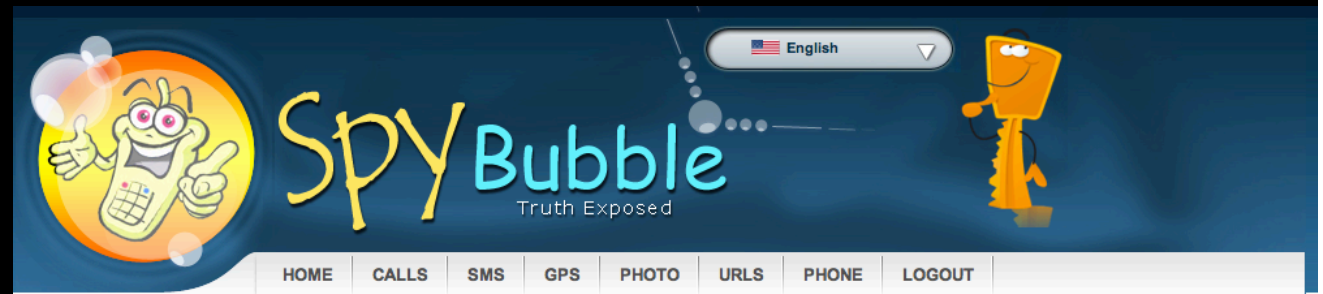 English
Spy Bubble
Truth Exposed
HOME CALLS SMS GPS PHOTO URLS PHONE LOGOUT